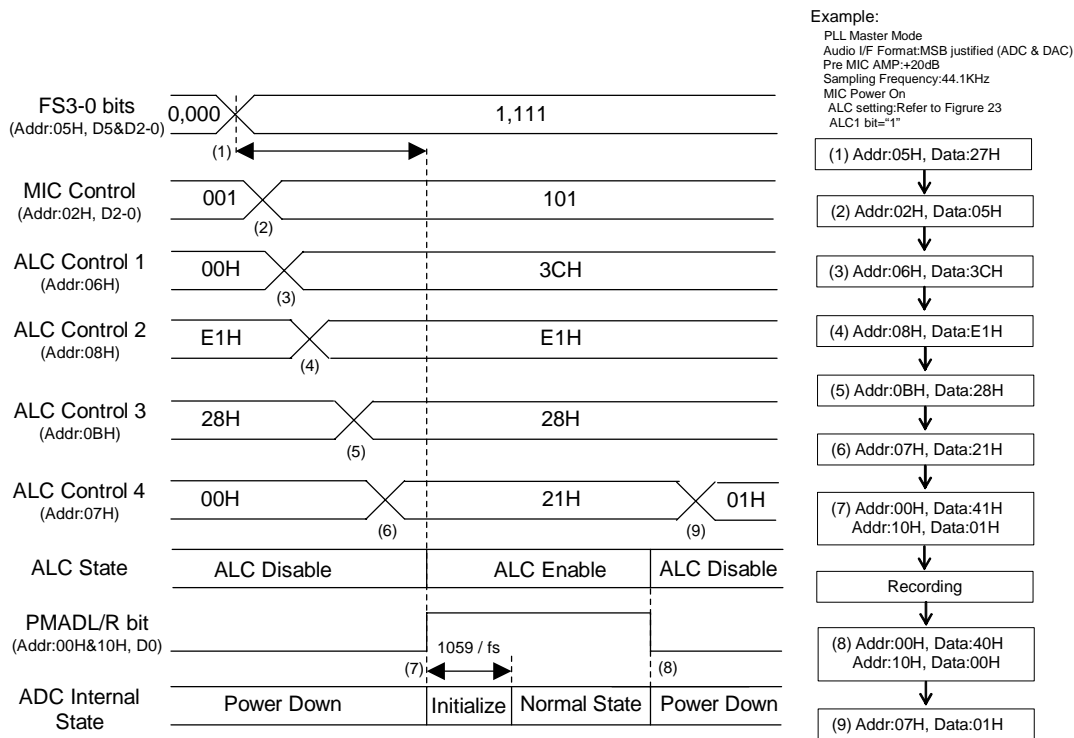 Example:
PLL Master Mode
Audio I/F Format:MSB justified (ADC & DAC)
Pre MIC AMP:+20dB
Sampling Frequency:44.1KHz
MIC Power On
ALC setting:Refer to Figrure 23
ALC1 bit=“1”
FS3-0 bits
(Addr:05H, D5&D2-0)
0,000
1,111
(1)
MIC Control
(Addr:02H, D2-0)
001
101
(2)
ALC Control 1
(Addr:06H)
00H
3CH
(3)
ALC Control 2
(Addr:08H)
E1H
E1H
(4)
ALC Control 3
(Addr:0BH)
28H
28H
(5)
ALC Control 4
(Addr:07H)
00H
21H
01H
(6)
(9)
ALC State
ALC Disable
ALC Enable
ALC Disable
PMADL/R bit
(Addr:00H&10H, D0)
1059 / fs
(7)
(8)
ADC Internal
State
Power Down
Initialize
Normal State
Power Down
(1) Addr:05H, Data:27H
(2) Addr:02H, Data:05H
(3) Addr:06H, Data:3CH
(4) Addr:08H, Data:E1H
(5) Addr:0BH, Data:28H
(6) Addr:07H, Data:21H
(7) Addr:00H, Data:41H
Addr:10H, Data:01H
Recording
(8) Addr:00H, Data:40H
Addr:10H, Data:00H
(9) Addr:07H, Data:01H